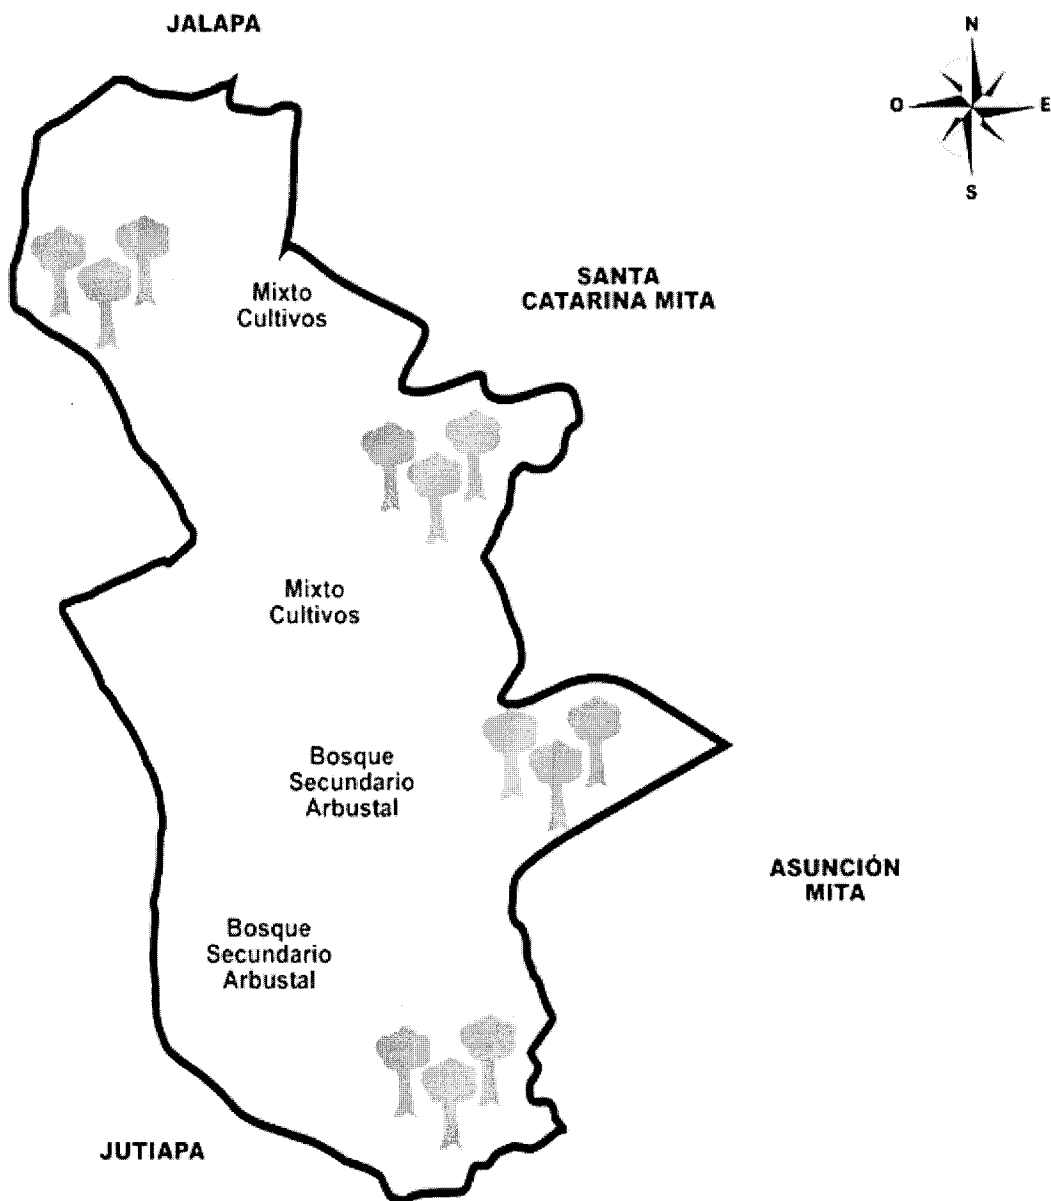 JALAPA
N
O
E
S
SANTA
CATARINA MITA
Mixto
Cultivos
Mixto
Cultivos
Bosque
Secundario
Arbustal
ASUNCIÓN
MITA
Bosque
Secundario
Arbustal
JUTIAPA